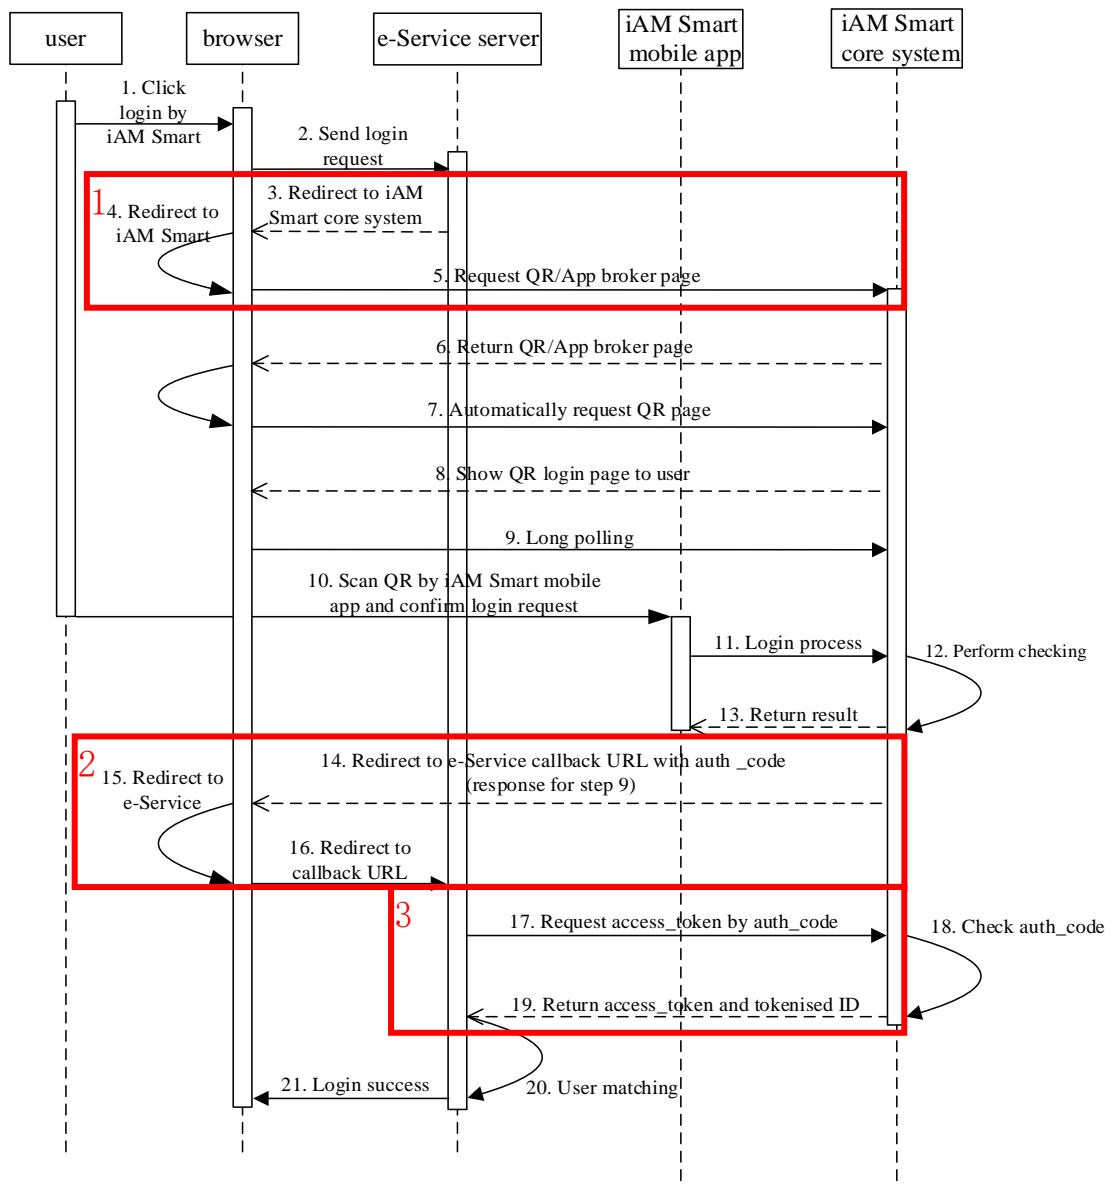 user
browser
e-Service server
iAM Smart
mobile app
iAM Smart
core system
1. Click
login by
iAM Smart
2. Send login
request
1
3. Redirect to iAM
Smart core system
4. Redirect to
iAM Smart
5. Request QR/App broker page
6. Return QR/App broker page
7. Automatically request QR page
8. Show QR login page to user
9. Long polling
10. Scan QR by iAM Smart mobile
app and confirm login request
11. Login process
12. Perform checking
13. Return result
2
14. Redirect to e-Service callback URL with auth _code
(response for step 9)
15. Redirect to
e-Service
16. Redirect to
callback URL
3
17. Request access_token by auth_code
18. Check auth_code
19. Return access_token and tokenised ID
20. User matching
21. Login success